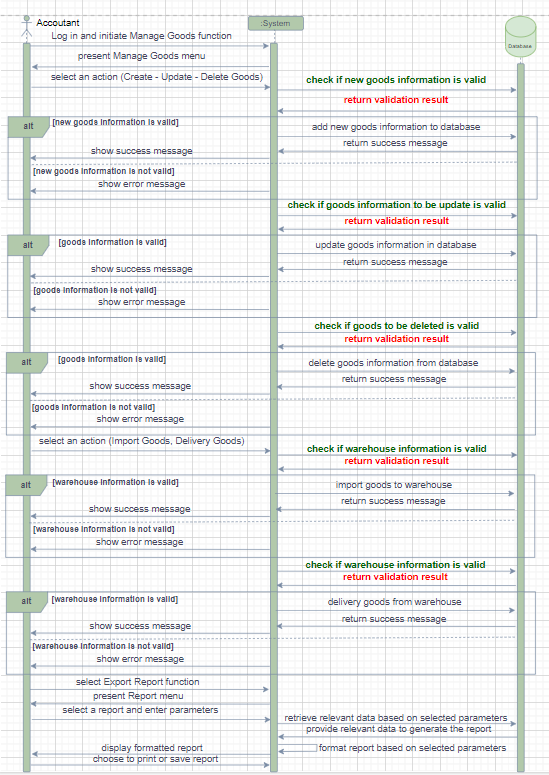 Accoutant
:System
Database
Log in and initiate Manage Goods function
present Manage Goods menu
select an action (Create - Update - Delete Goods)
check if new goods information is valid
return validation result
alt
[new goods information is valid]
add new goods information to database
return success message
show success message
[new goods information is not valid]
show error message
check if goods information to be update is valid
return validation result
alt
[goods information is valid]
update goods information in database
return success message
show success message
[goods information is not valid]
show error message
check if goods to be deleted is valid
return validation result
alt
[goods information is valid]
delete goods information from database
return success message
show success message
[goods information is not valid]
show error message
select an action (Import Goods, Delivery Goods)
check if warehouse information is valid
return validation result
alt
[warehouse information is valid]
import goods to warehouse
return success message
show success message
[warehouse information is not valid]
show error message
check if warehouse information is valid
return validation result
alt
[warehouse information is valid]
delivery goods from warehouse
return success message
show success message
[warehouse information is not valid]
show error message
select Export Report function
present Report menu
select a report and enter parameters
retrieve relevant data based on selected parameters
provide relevant data to generate the report
format report based on selected parameters
display formatted report
choose to print or save report